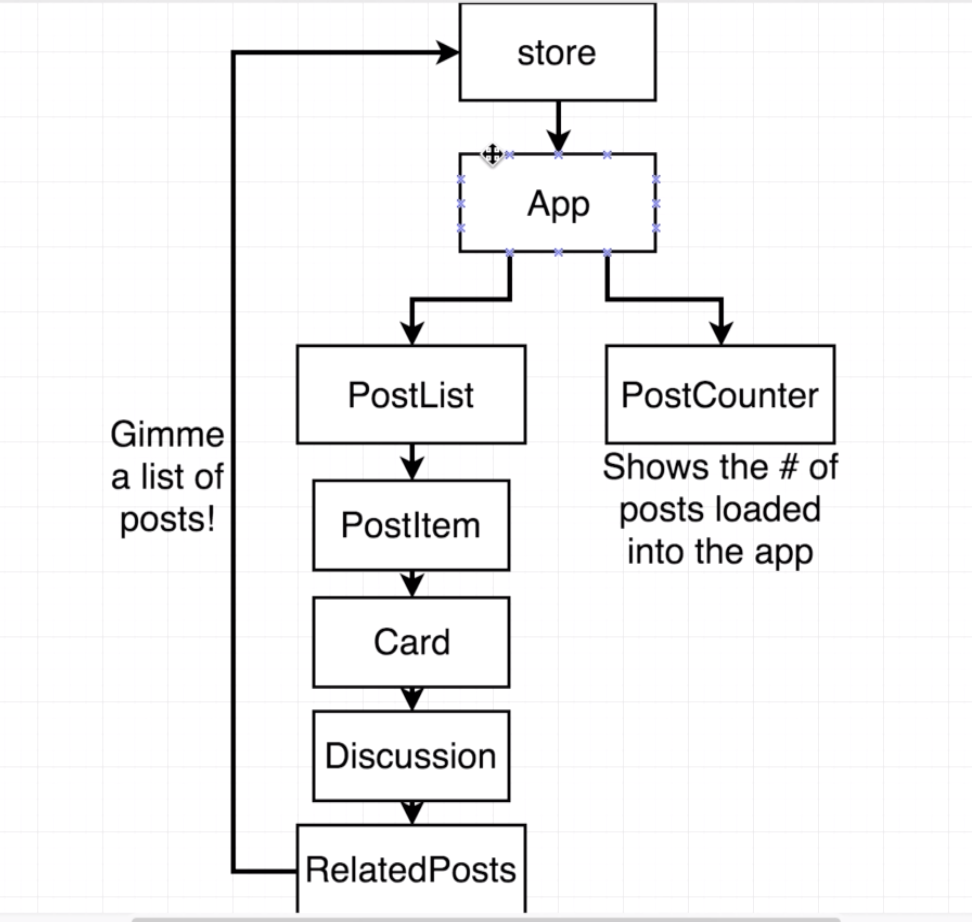 store
App
PostList
PostCounter
Gimme
a list of
posts!
Shows the # of
posts loaded
into the app
PostItem
Card
Discussion
RelatedPosts